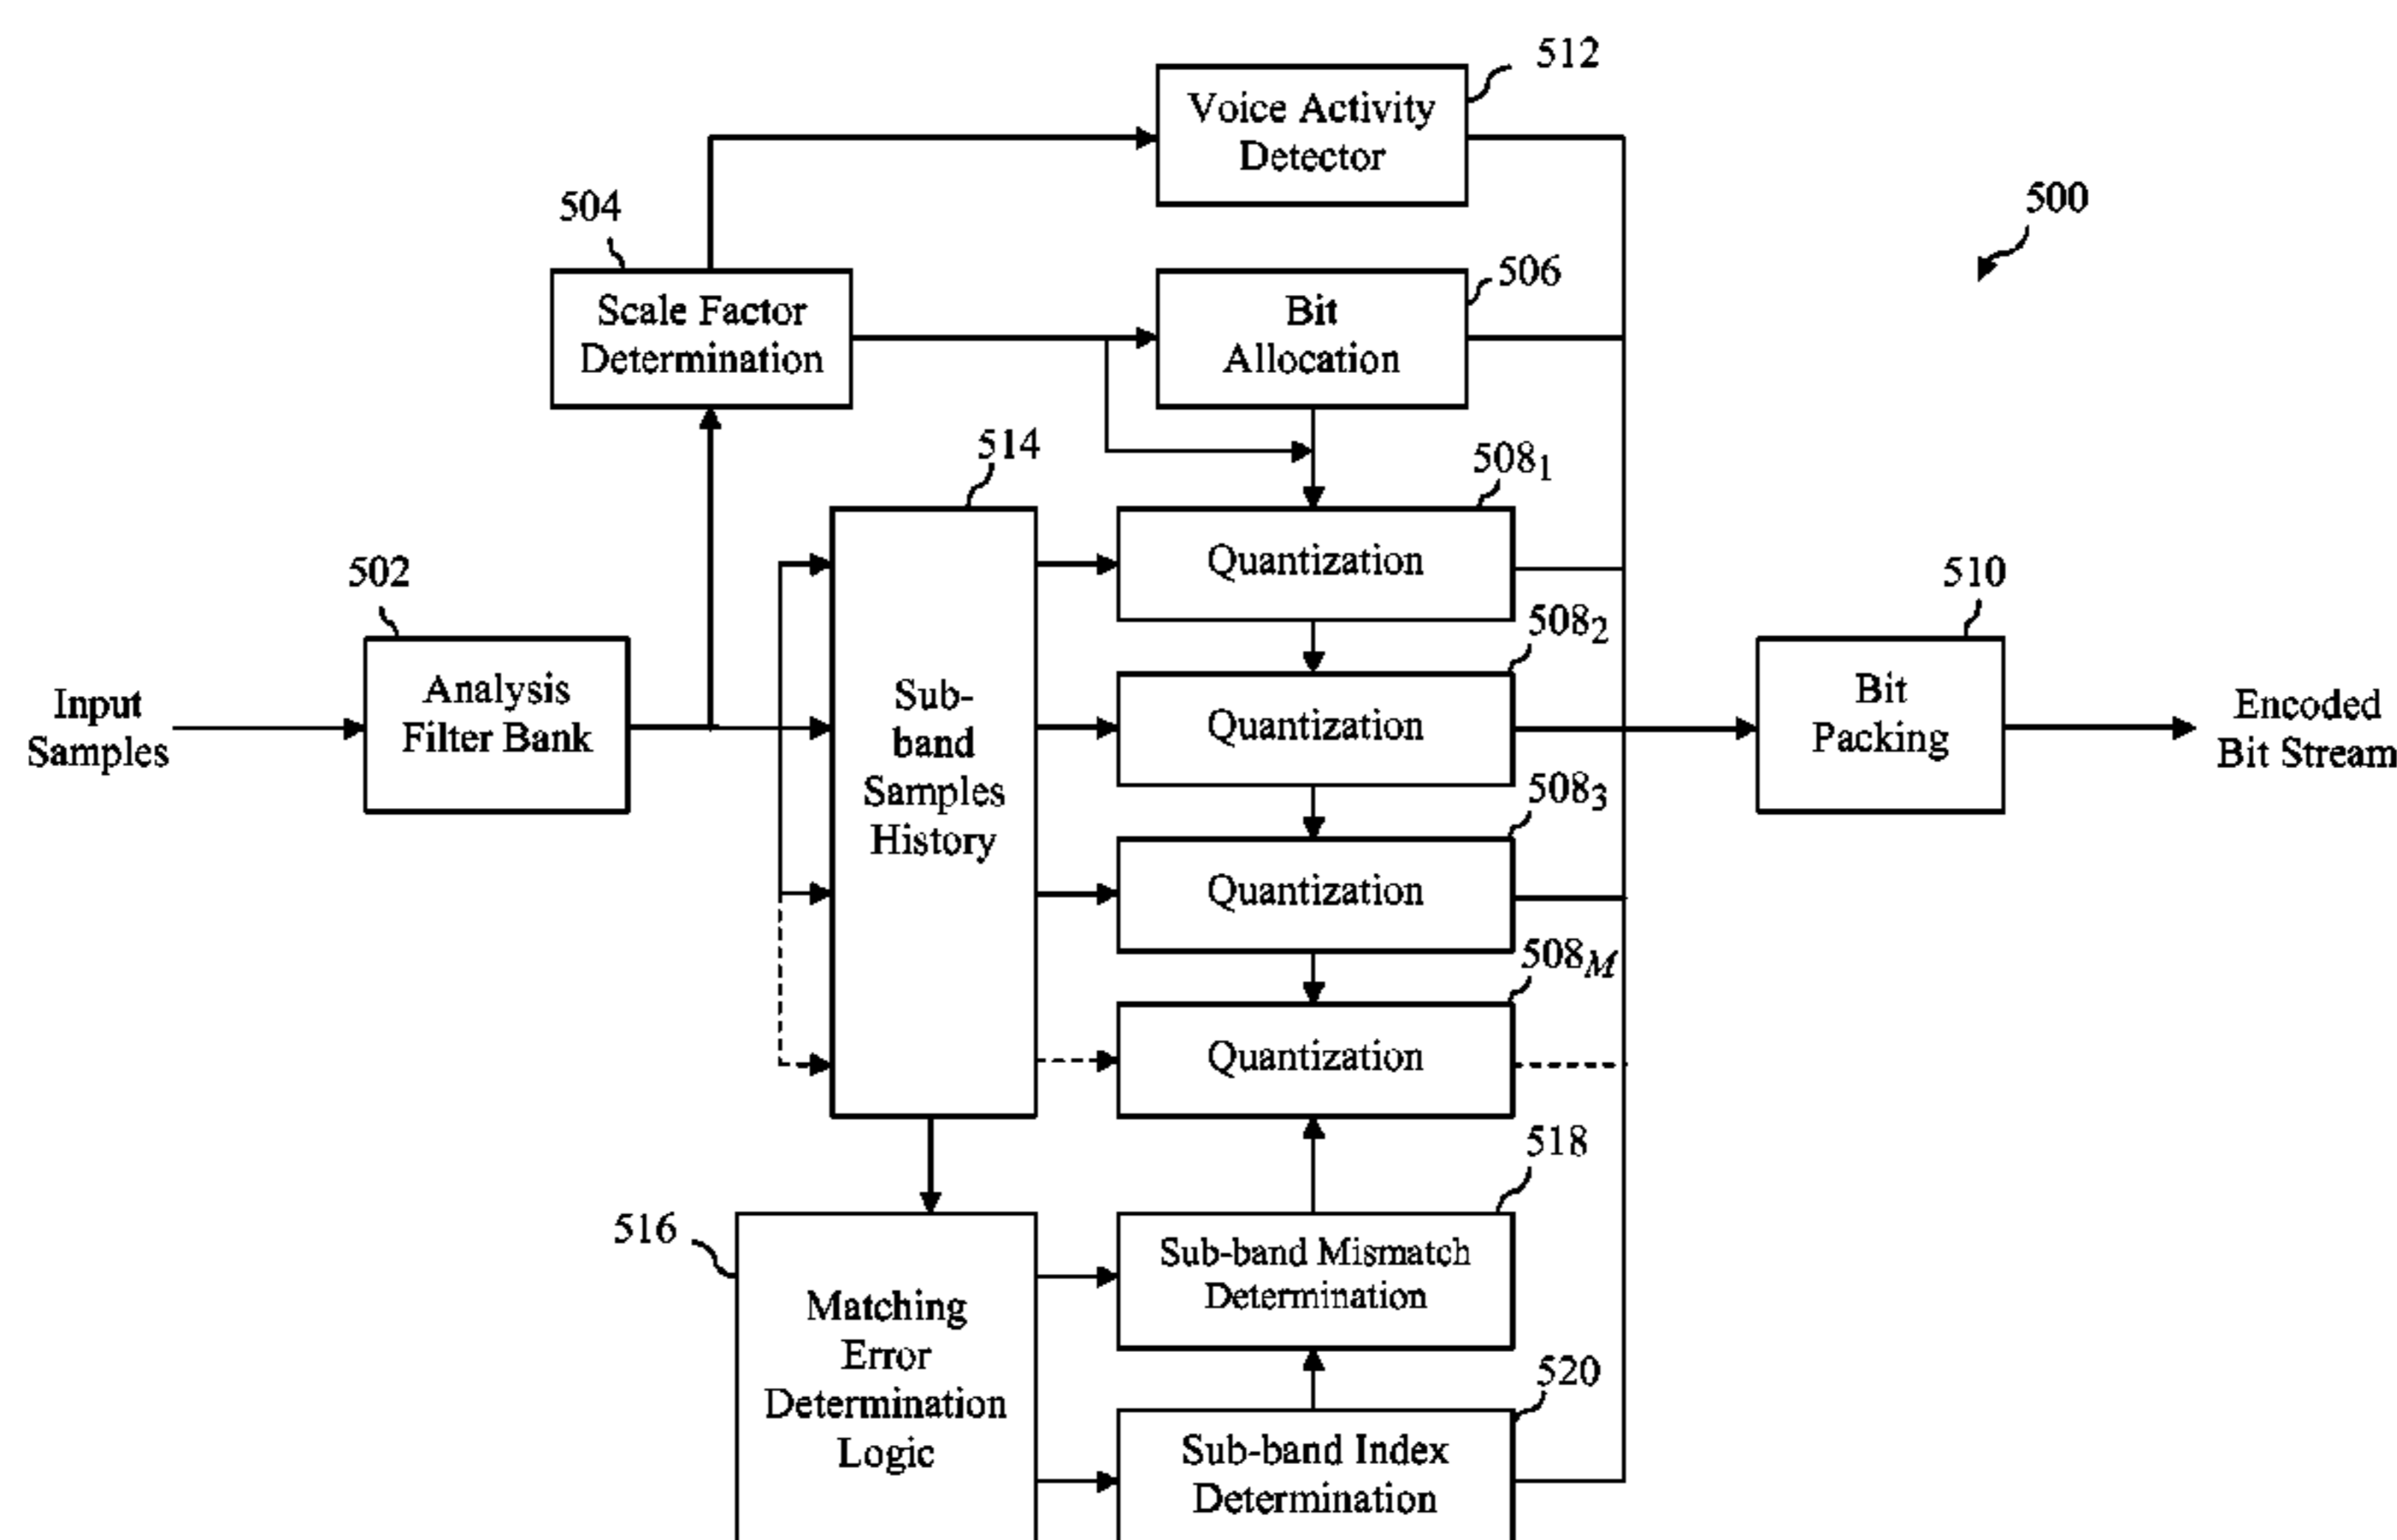 512
Voice Activity
Detector
500
504
506
Scale Factor
Determination
Bit
Allocation
514
508₁
Quantization
502
510
508₂
Analysis
Filter Bank
Input
Samples
Sub-
band
Samples
History
Quantization
Bit
Packing
Encoded
Bit Stream
508₃
Quantization
508M
Quantization
518
516
Sub-band Mismatch
Determination
Matching
Error
Determination
Logic
520
Sub-band Index
Determination